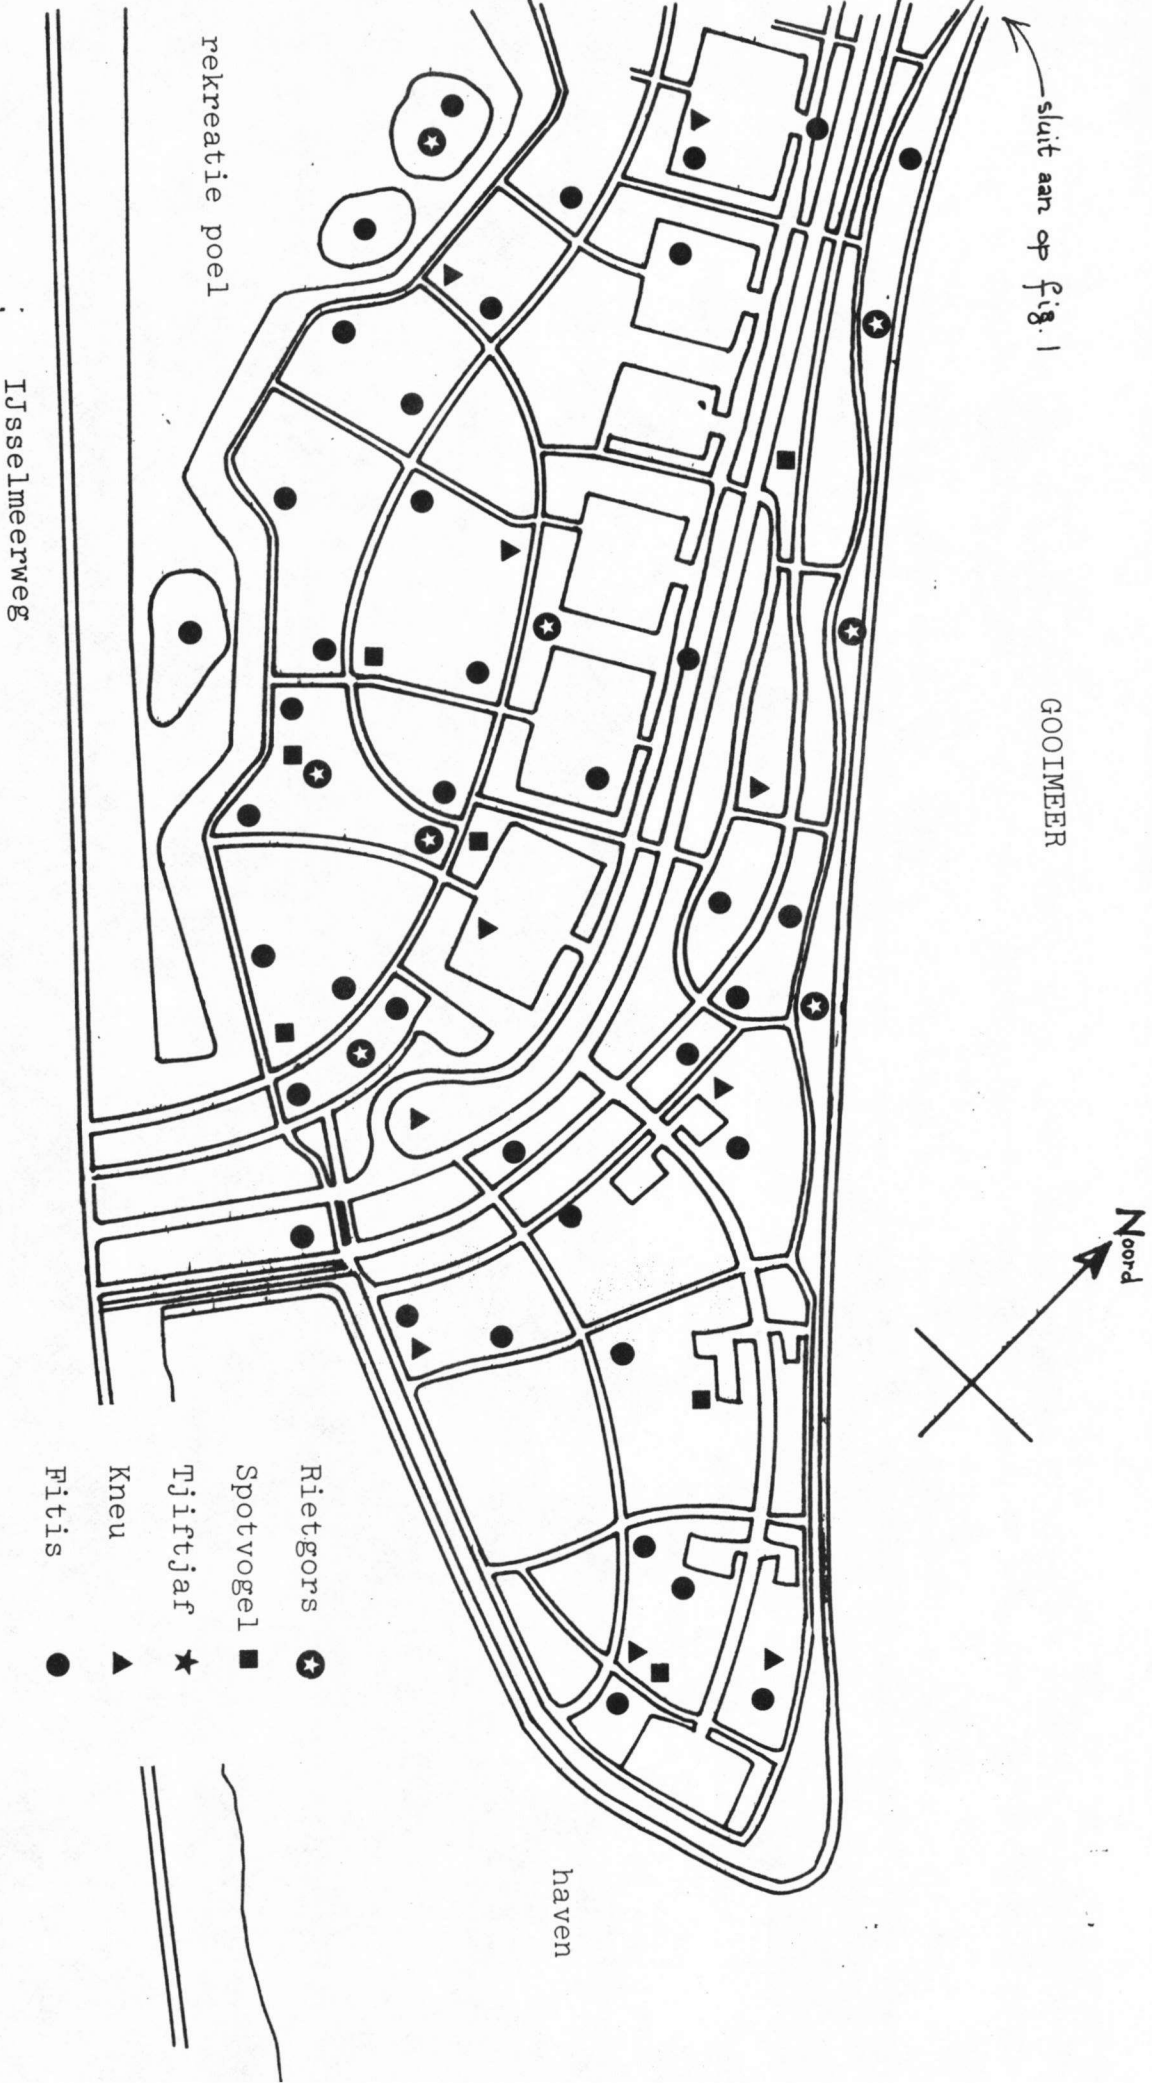 sluit aan op fig. 1
GOOIMEER
Noord
rekreatie poel
IJsselmeerweg
haven
Rietgors
Spotvogel
Tjiftjaf
Kneu
Fitis